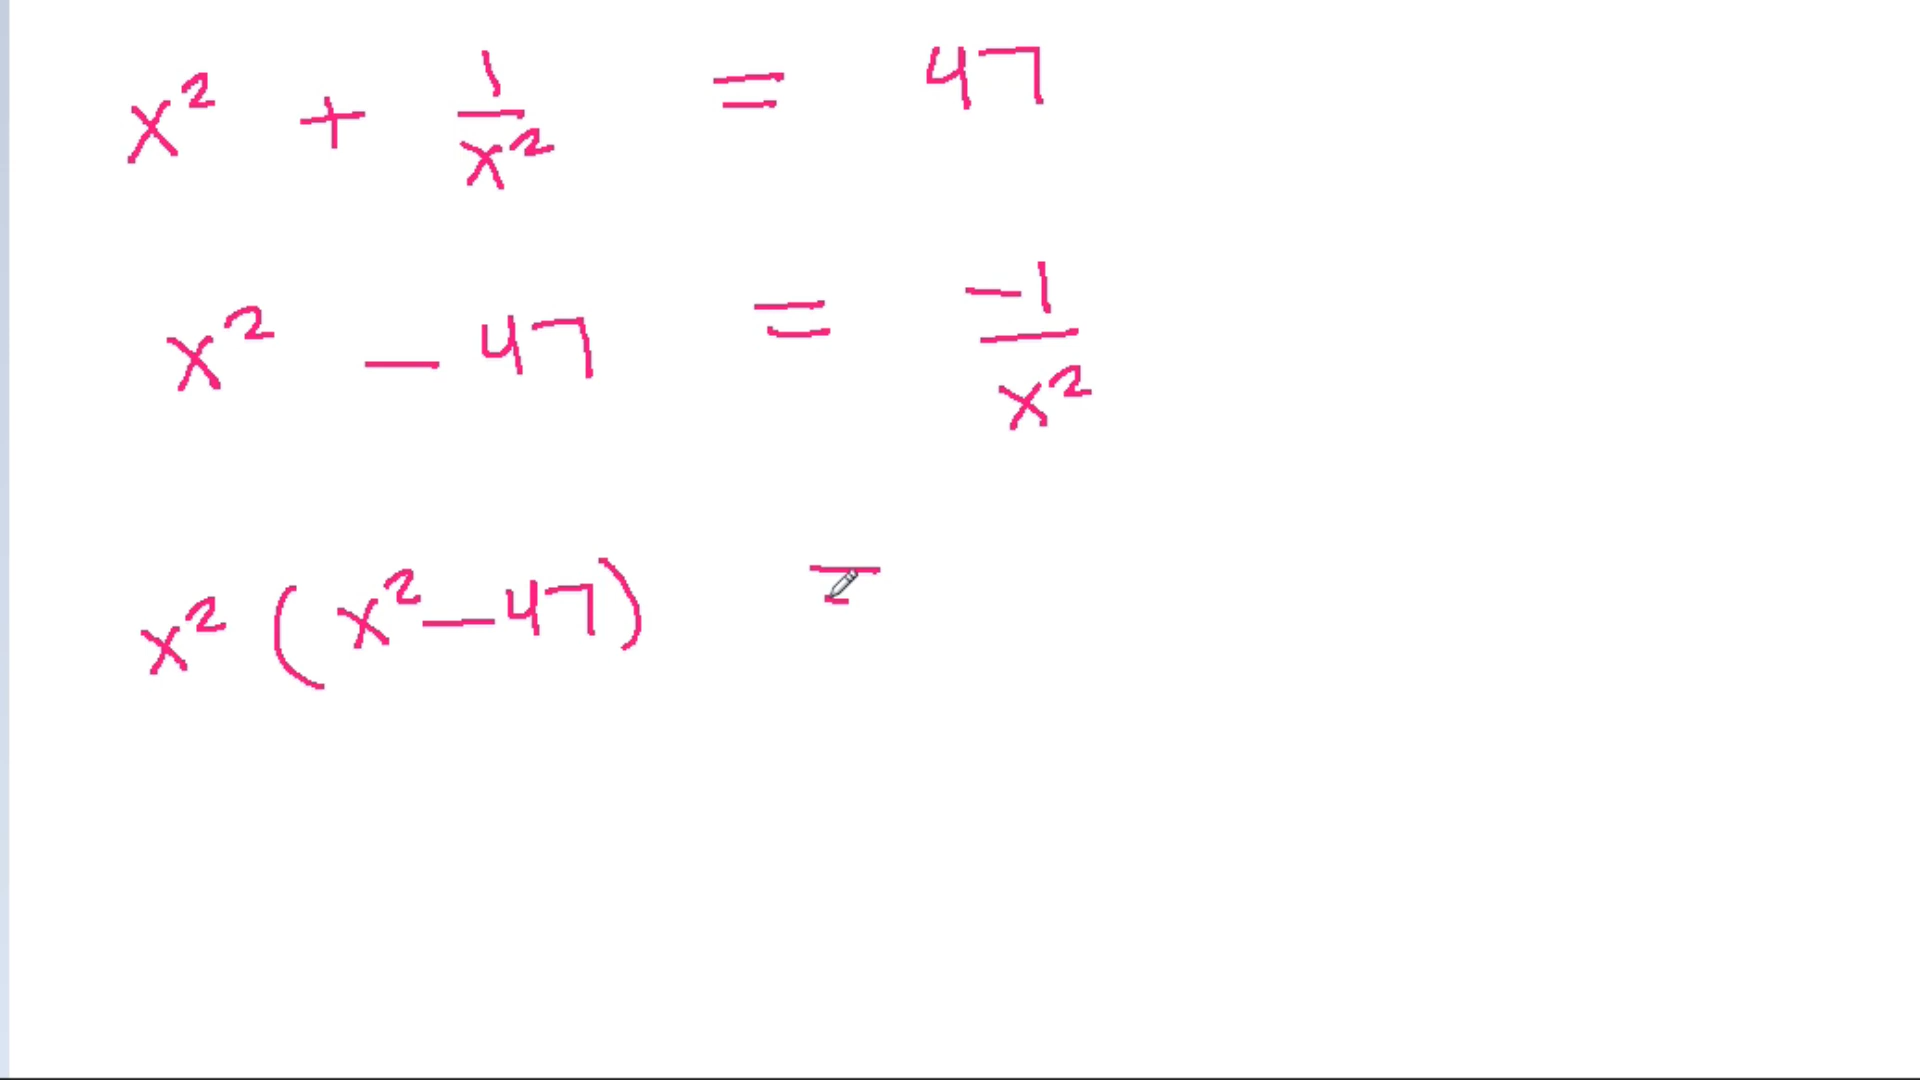 x² + 1/x² = 47
x² - 47 = -1/x²
x² (x² - 47) =